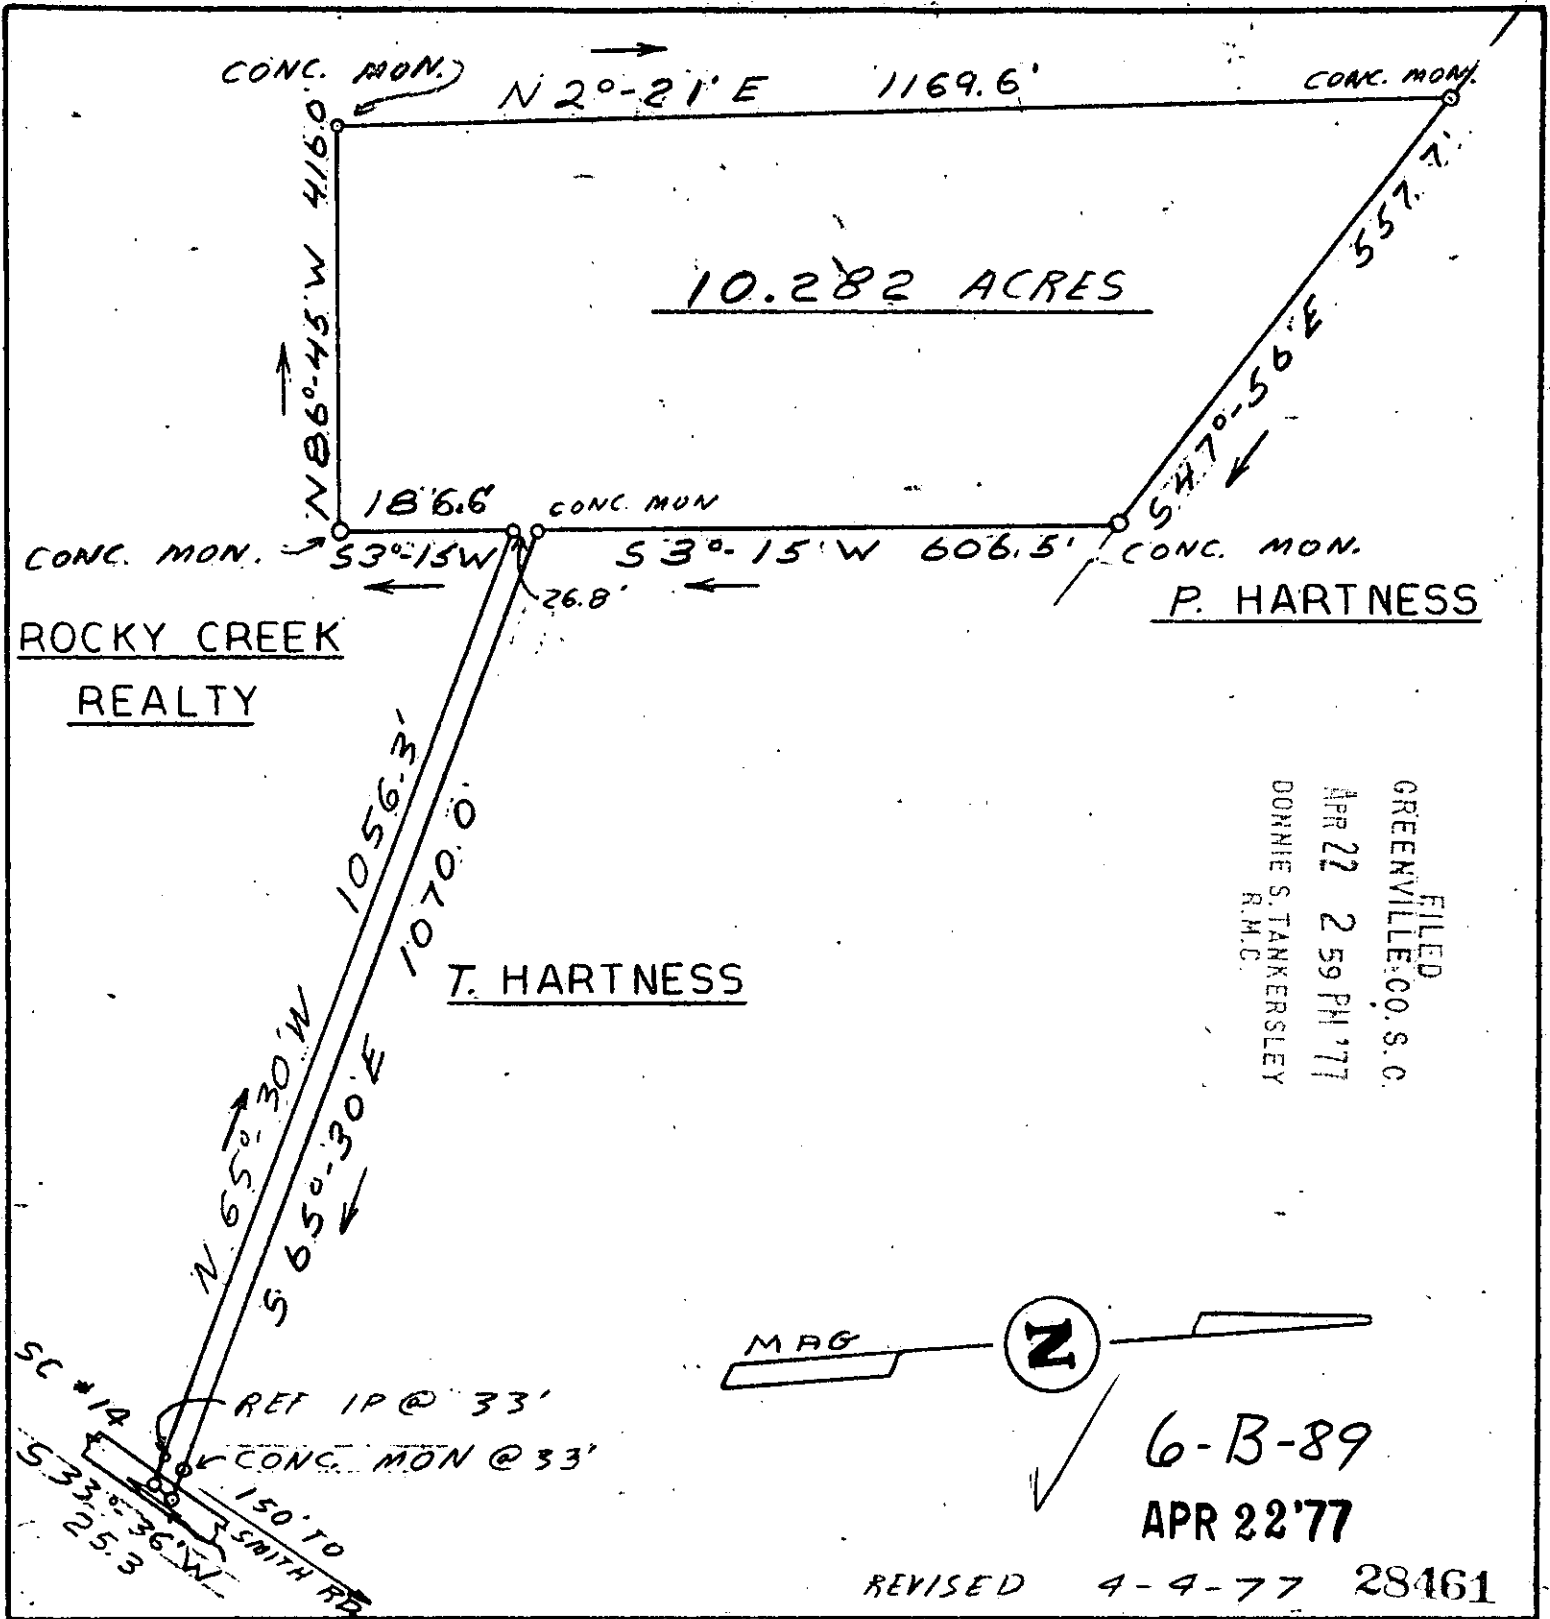 CONC. MON.
N 2°-21' E 1169.6'
CONC. MON.
N 86°-45' W 416.0
557.7'
S 47°-56' E
10.282 ACRES
186.6'
CONC. MON
CONC. MON.
S3°-15W
S 3°-15' W 606.5'
CONC. MON.
26.8'
P. HARTNESS
ROCKY CREEK
REALTY
1056.3'
1070.0'
N 65°-30' W
S 65°-30' E
T. HARTNESS
FILED
GREENVILLE CO. S. C.
APR 22 2 59 PM '77
DONNIE S. TANKERSLEY
R.M.C.
MAG
N
SC #14
REF IP @ 33'
CONC. MON @ 33'
S 33°-36' W
25.3
150' TO
SMITH RD.
6-B-89
APR 22 '77
REVISED 4-4-77 28461